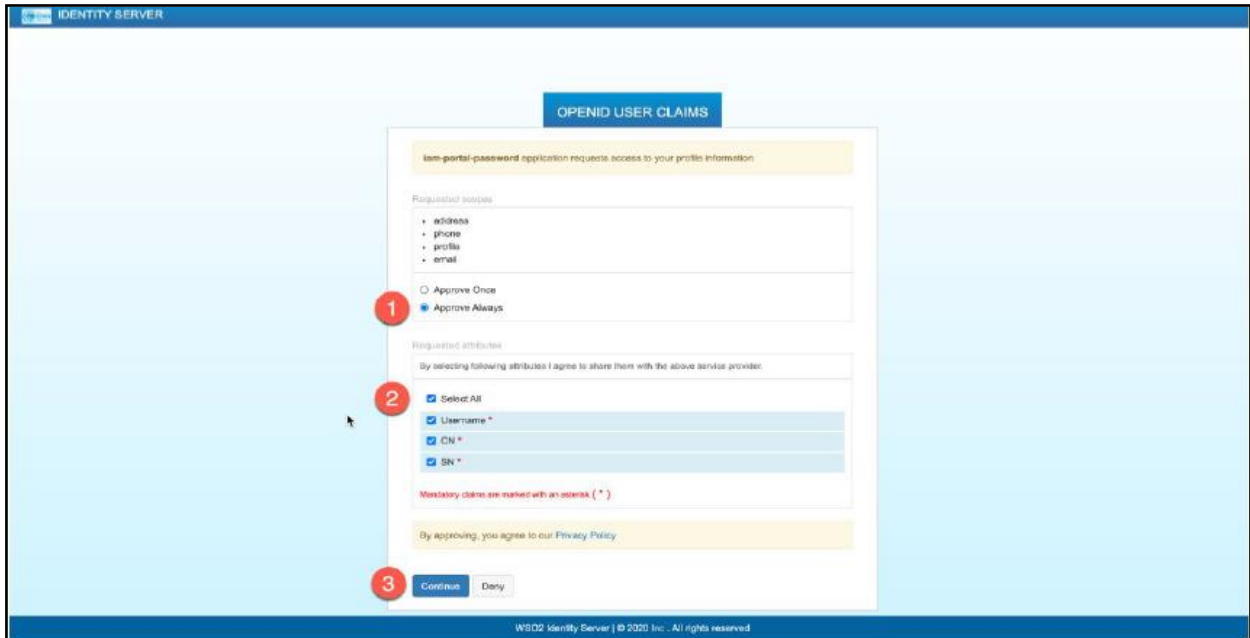 IDENTITY SERVER
OPENID USER CLAIMS
iam-portal-password application requests access to your profile information
Requested scopes
address
phone
profile
email
Approve Once
1
Approve Always
Requested attributes
By selecting following attributes I agree to share them with the above service provider.
2
Select All
Username *
CN *
SN *
Mandatory claims are marked with an asterisk ( * )
By approving, you agree to our Privacy Policy
3
Continue Deny
WSO2 Identity Server | © 2020 Inc . All rights reserved